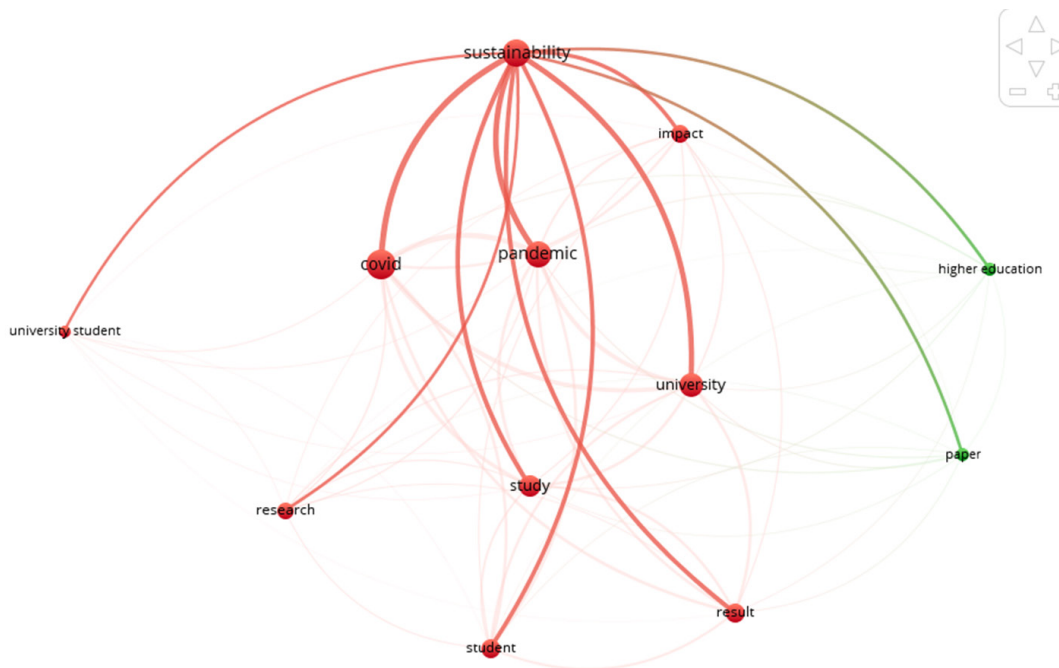 sustainability
impact
pandemic
covid
higher education
university student
university
paper
study
research
result
student